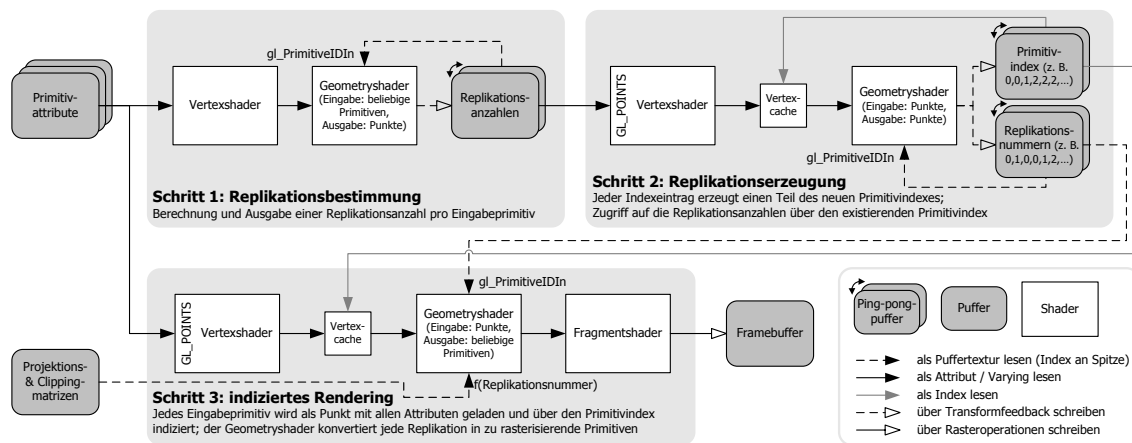 Primitiv-
attribute
Vertexshader
gl_PrimitiveIDIn
Geometryshader
(Eingabe: beliebige
Primitiven,
Ausgabe: Punkte)
Replikations-
anzahlen
Schritt 1: Replikationsbestimmung
Berechnung und Ausgabe einer Replikationsanzahl pro Eingabeprimitiv
GL_POINTS
Vertexshader
Vertex-
cache
Geometryshader
(Eingabe: Punkte,
Ausgabe: Punkte)
gl_PrimitiveIDIn
Primitiv-
index (z. B.
0,0,1,2,2,2,...)
Replikations-
nummern (z. B.
0,1,0,0,1,2,...)
Schritt 2: Replikationserzeugung
Jeder Indexeintrag erzeugt einen Teil des neuen Primitivindexes;
Zugriff auf die Replikationsanzahlen über den existierenden Primitivindex
GL_POINTS
Vertexshader
Vertex-
cache
gl_PrimitiveIDIn
Geometryshader
(Eingabe: Punkte,
Ausgabe: beliebige
Primitiven)
Fragmentshader
Framebuffer
Projektions-
& Clipping-
matrizen
f(Replikationsnummer)
Schritt 3: indiziertes Rendering
Jedes Eingabeprimitiv wird als Punkt mit allen Attributen geladen und über den Primitivindex
indiziert; der Geometryshader konvertiert jede Replikation in zu rasterisierende Primitiven
Ping-pong-
puffer
Puffer
Shader
als Puffertextur lesen (Index an Spitze)
als Attribut / Varying lesen
als Index lesen
über Transformfeedback schreiben
über Rasteroperationen schreiben